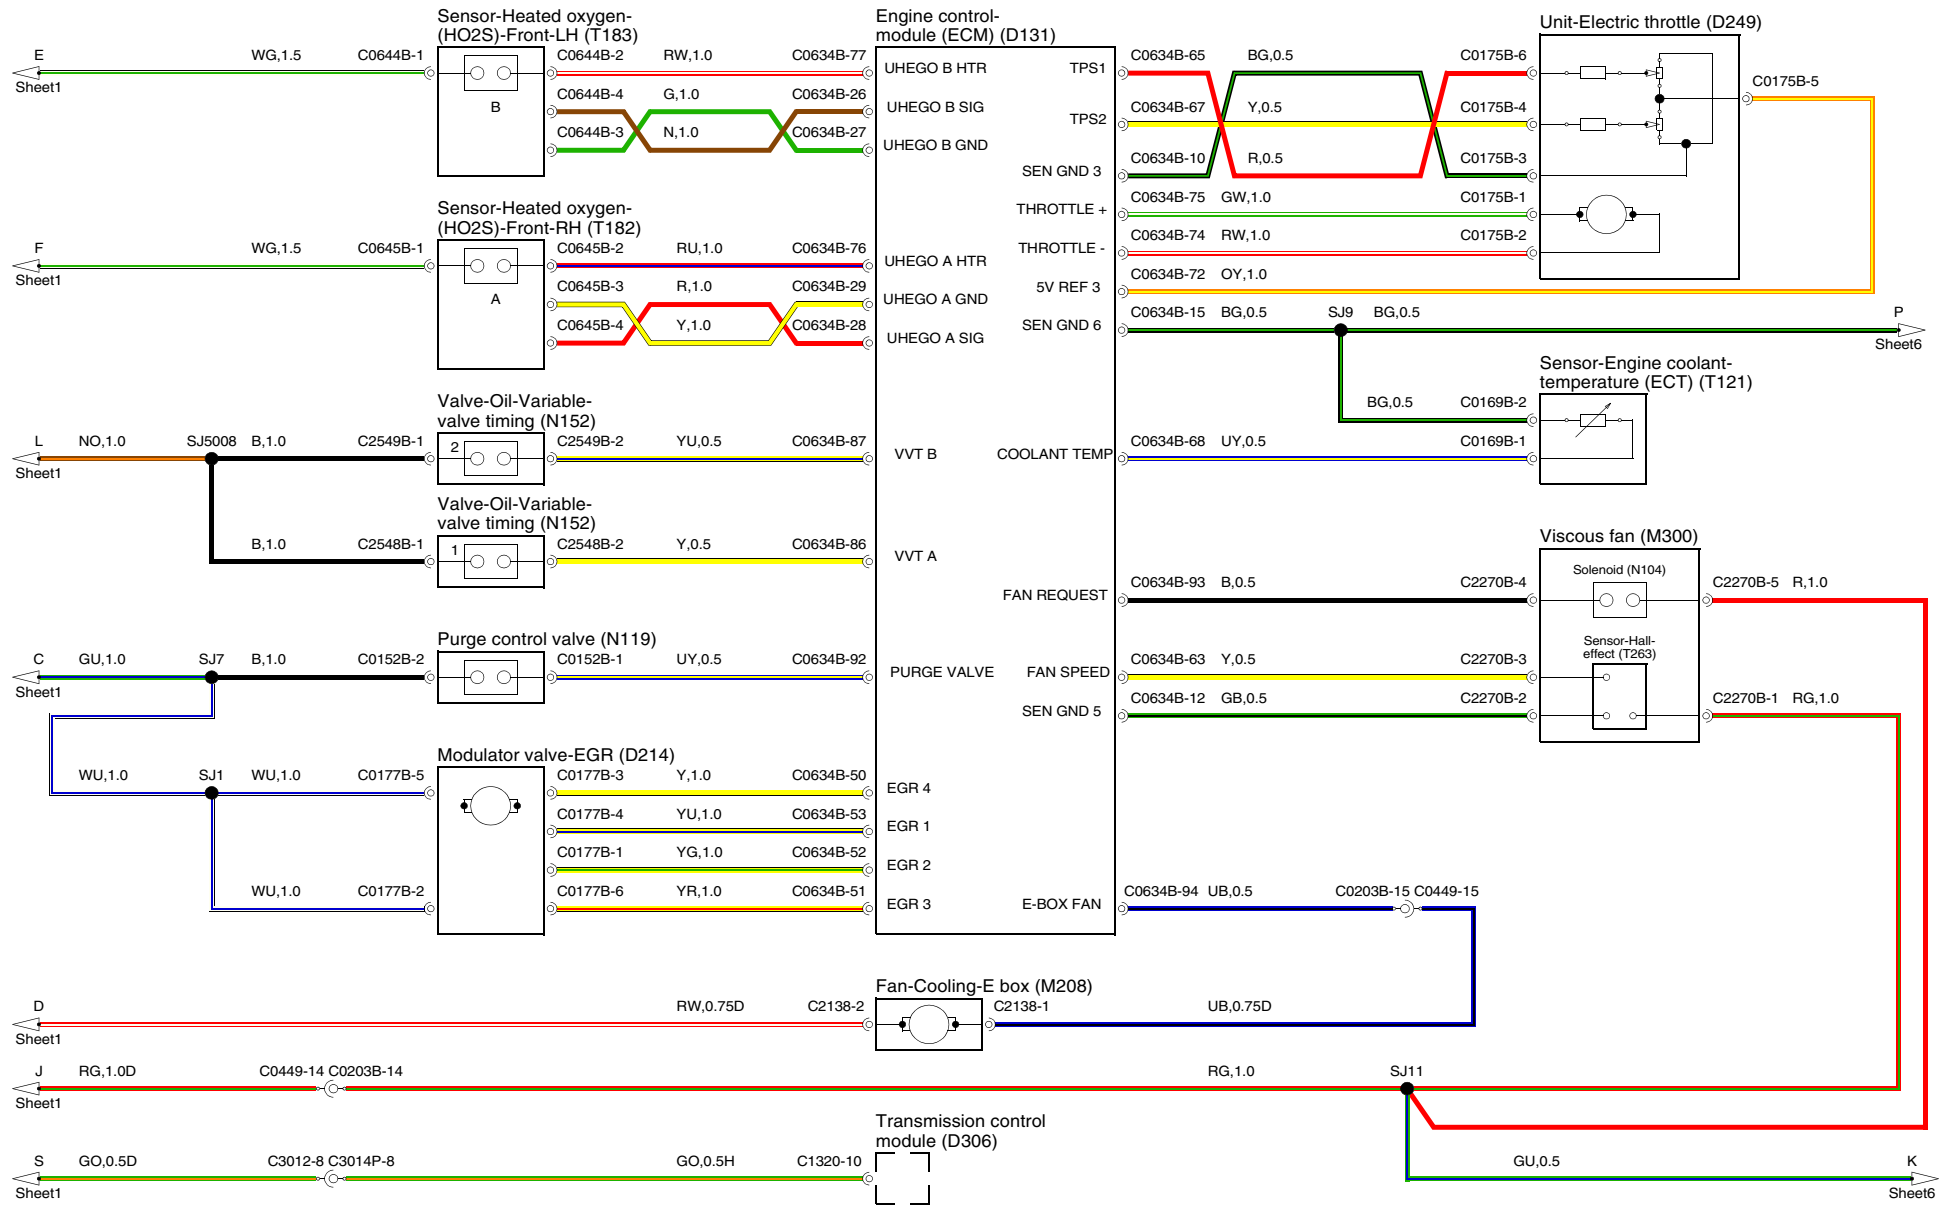 Sensor-Heated oxygen-
(HO2S)-Front-LH (T183)
E
WG,1.5
C0644B-1
Sheet1
B
C0644B-2
RW,1.0
C0634B-77
C0644B-4
G,1.0
C0634B-26
C0644B-3
N,1.0
C0634B-27
Sensor-Heated oxygen-
(HO2S)-Front-RH (T182)
F
WG,1.5
C0645B-1
Sheet1
A
C0645B-2
RU,1.0
C0634B-76
C0645B-3
R,1.0
C0634B-29
C0645B-4
Y,1.0
C0634B-28
Valve-Oil-Variable-
valve timing (N152)
L
NO,1.0
SJ5008
B,1.0
C2549B-1
Sheet1
2
C2549B-2
YU,0.5
C0634B-87
Valve-Oil-Variable-
valve timing (N152)
B,1.0
C2548B-1
1
C2548B-2
Y,0.5
C0634B-86
Purge control valve (N119)
C
GU,1.0
SJ7
B,1.0
C0152B-2
Sheet1
C0152B-1
UY,0.5
C0634B-92
Modulator valve-EGR (D214)
WU,1.0
SJ1
WU,1.0
C0177B-5
C0177B-3
Y,1.0
C0634B-50
C0177B-4
YU,1.0
C0634B-53
C0177B-1
YG,1.0
C0634B-52
WU,1.0
C0177B-2
C0177B-6
YR,1.0
C0634B-51
Engine control-
module (ECM) (D131)
UHEGO B HTR
UHEGO B SIG
UHEGO B GND
UHEGO A HTR
UHEGO A GND
UHEGO A SIG
VVT B
VVT A
PURGE VALVE
EGR 4
EGR 1
EGR 2
EGR 3
TPS1
TPS2
SEN GND 3
THROTTLE +
THROTTLE -
5V REF 3
SEN GND 6
COOLANT TEMP
FAN REQUEST
FAN SPEED
SEN GND 5
E-BOX FAN
Unit-Electric throttle (D249)
C0634B-65
BG,0.5
C0175B-6
C0175B-5
C0634B-67
Y,0.5
C0175B-4
C0634B-10
R,0.5
C0175B-3
C0634B-75
GW,1.0
C0175B-1
C0634B-74
RW,1.0
C0175B-2
C0634B-72
OY,1.0
C0634B-15
BG,0.5
SJ9
BG,0.5
P
Sheet6
Sensor-Engine coolant-
temperature (ECT) (T121)
BG,0.5
C0169B-2
C0634B-68
UY,0.5
C0169B-1
Viscous fan (M300)
Solenoid (N104)
C0634B-93
B,0.5
C2270B-4
C2270B-5
R,1.0
Sensor-Hall-
effect (T263)
C0634B-63
Y,0.5
C2270B-3
C0634B-12
GB,0.5
C2270B-2
C2270B-1
RG,1.0
C0634B-94
UB,0.5
C0203B-15
C0449-15
Fan-Cooling-E box (M208)
D
RW,0.75D
C2138-2
C2138-1
UB,0.75D
Sheet1
J
RG,1.0D
C0449-14
C0203B-14
RG,1.0
SJ11
Sheet1
Transmission control
module (D306)
S
GO,0.5D
C3012-8
C3014P-8
GO,0.5H
C1320-10
Sheet1
GU,0.5
K
Sheet6